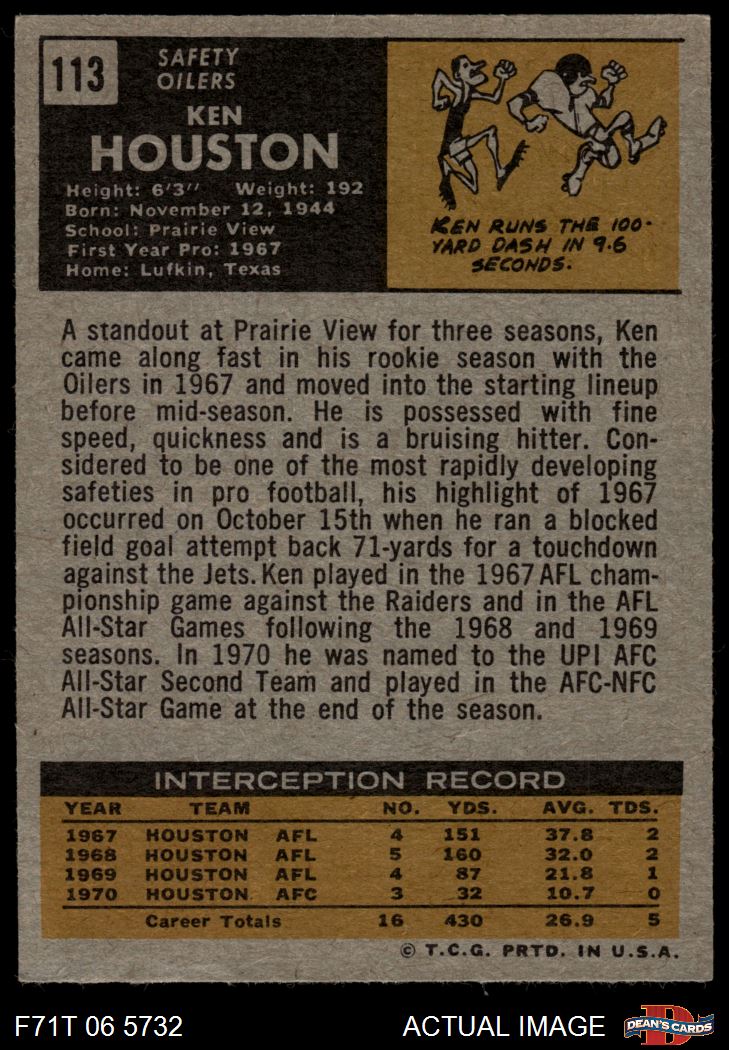 113
SAFETY
OILERS
KEN
HOUSTON
Height: 6'3" Weight: 192
Born: November 12, 1944
School: Prairie View
First Year Pro: 1967
Home: Lufkin, Texas
KEN RUNS THE 100-
YARD DASH IN 9.6
SECONDS.
A standout at Prairie View for three seasons, Ken
came along fast in his rookie season with the
Oilers in 1967 and moved into the starting lineup
before mid-season. He is possessed with fine
speed, quickness and is a bruising hitter. Con-
sidered to be one of the most rapidly developing
safeties in pro football, his highlight of 1967
occurred on October 15th when he ran a blocked
field goal attempt back 71-yards for a touchdown
against the Jets. Ken played in the 1967 AFL cham-
pionship game against the Raiders and in the AFL
All-Star Games following the 1968 and 1969
seasons. In 1970 he was named to the UPI AFC
All-Star Second Team and played in the AFC-NFC
All-Star Game at the end of the season.
INTERCEPTION RECORD
YEAR TEAM NO. YDS. AVG. TDS.
1967 HOUSTON AFL 4 151 37.8 2
1968 HOUSTON AFL 5 160 32.0 2
1969 HOUSTON AFL 4 87 21.8 1
1970 HOUSTON AFC 3 32 10.7 0
Career Totals 16 430 26.9 5
© T.C.G. PRTD. IN U.S.A.
F71T 06 5732 ACTUAL IMAGE
D
DEAN'S CARDS